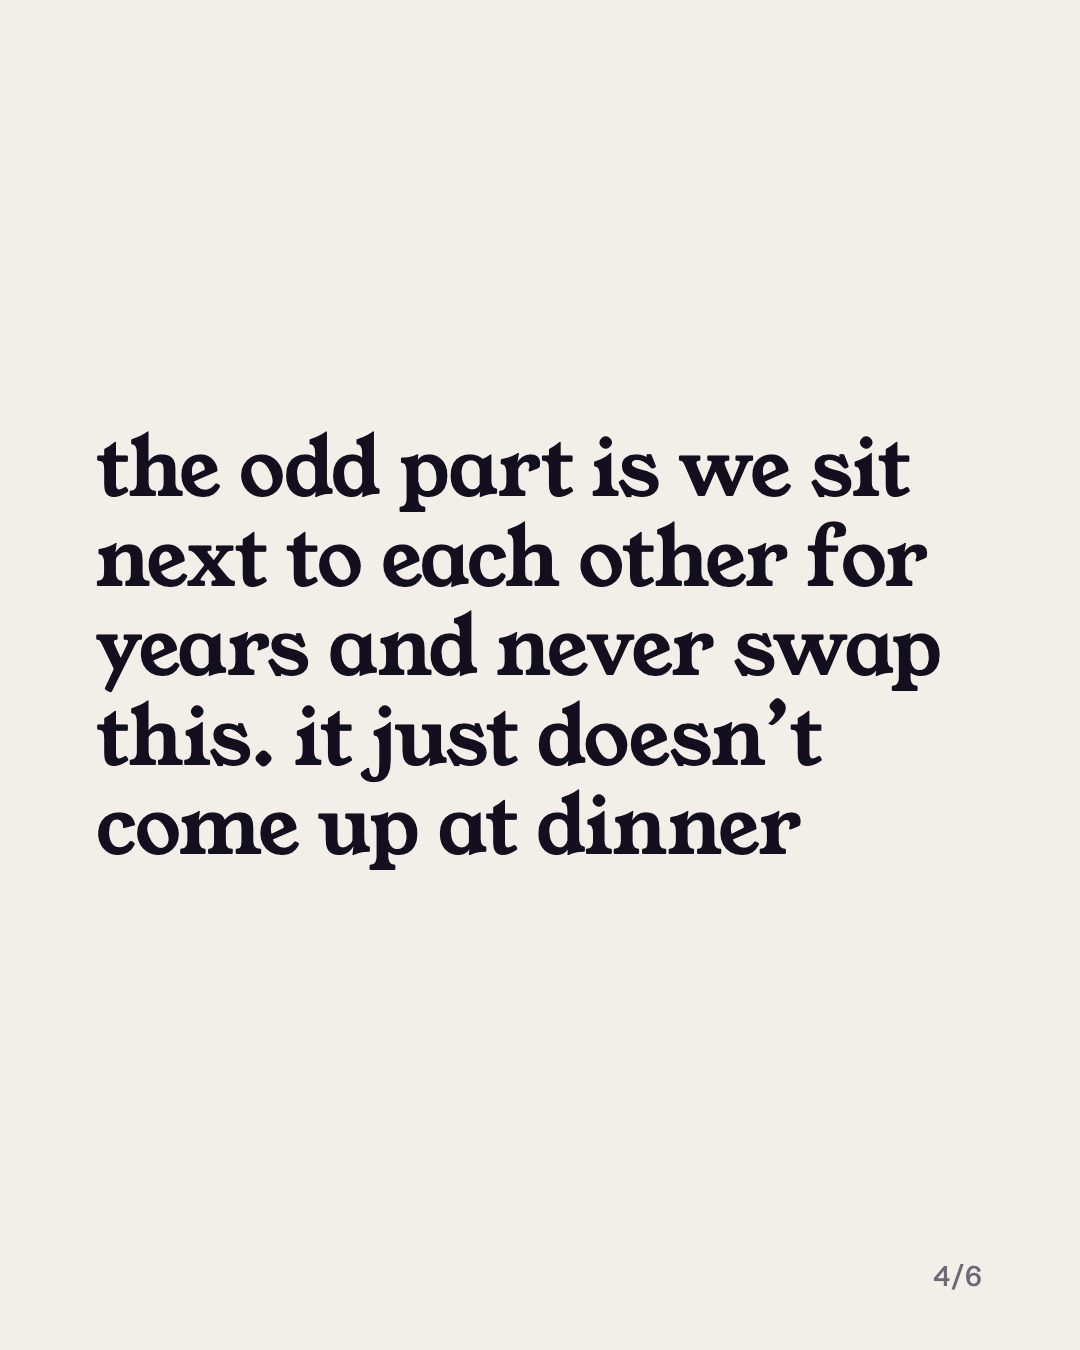 the odd part is we sit
next to each other for
years and never swap
this. it just doesn’t
come up at dinner
4/6